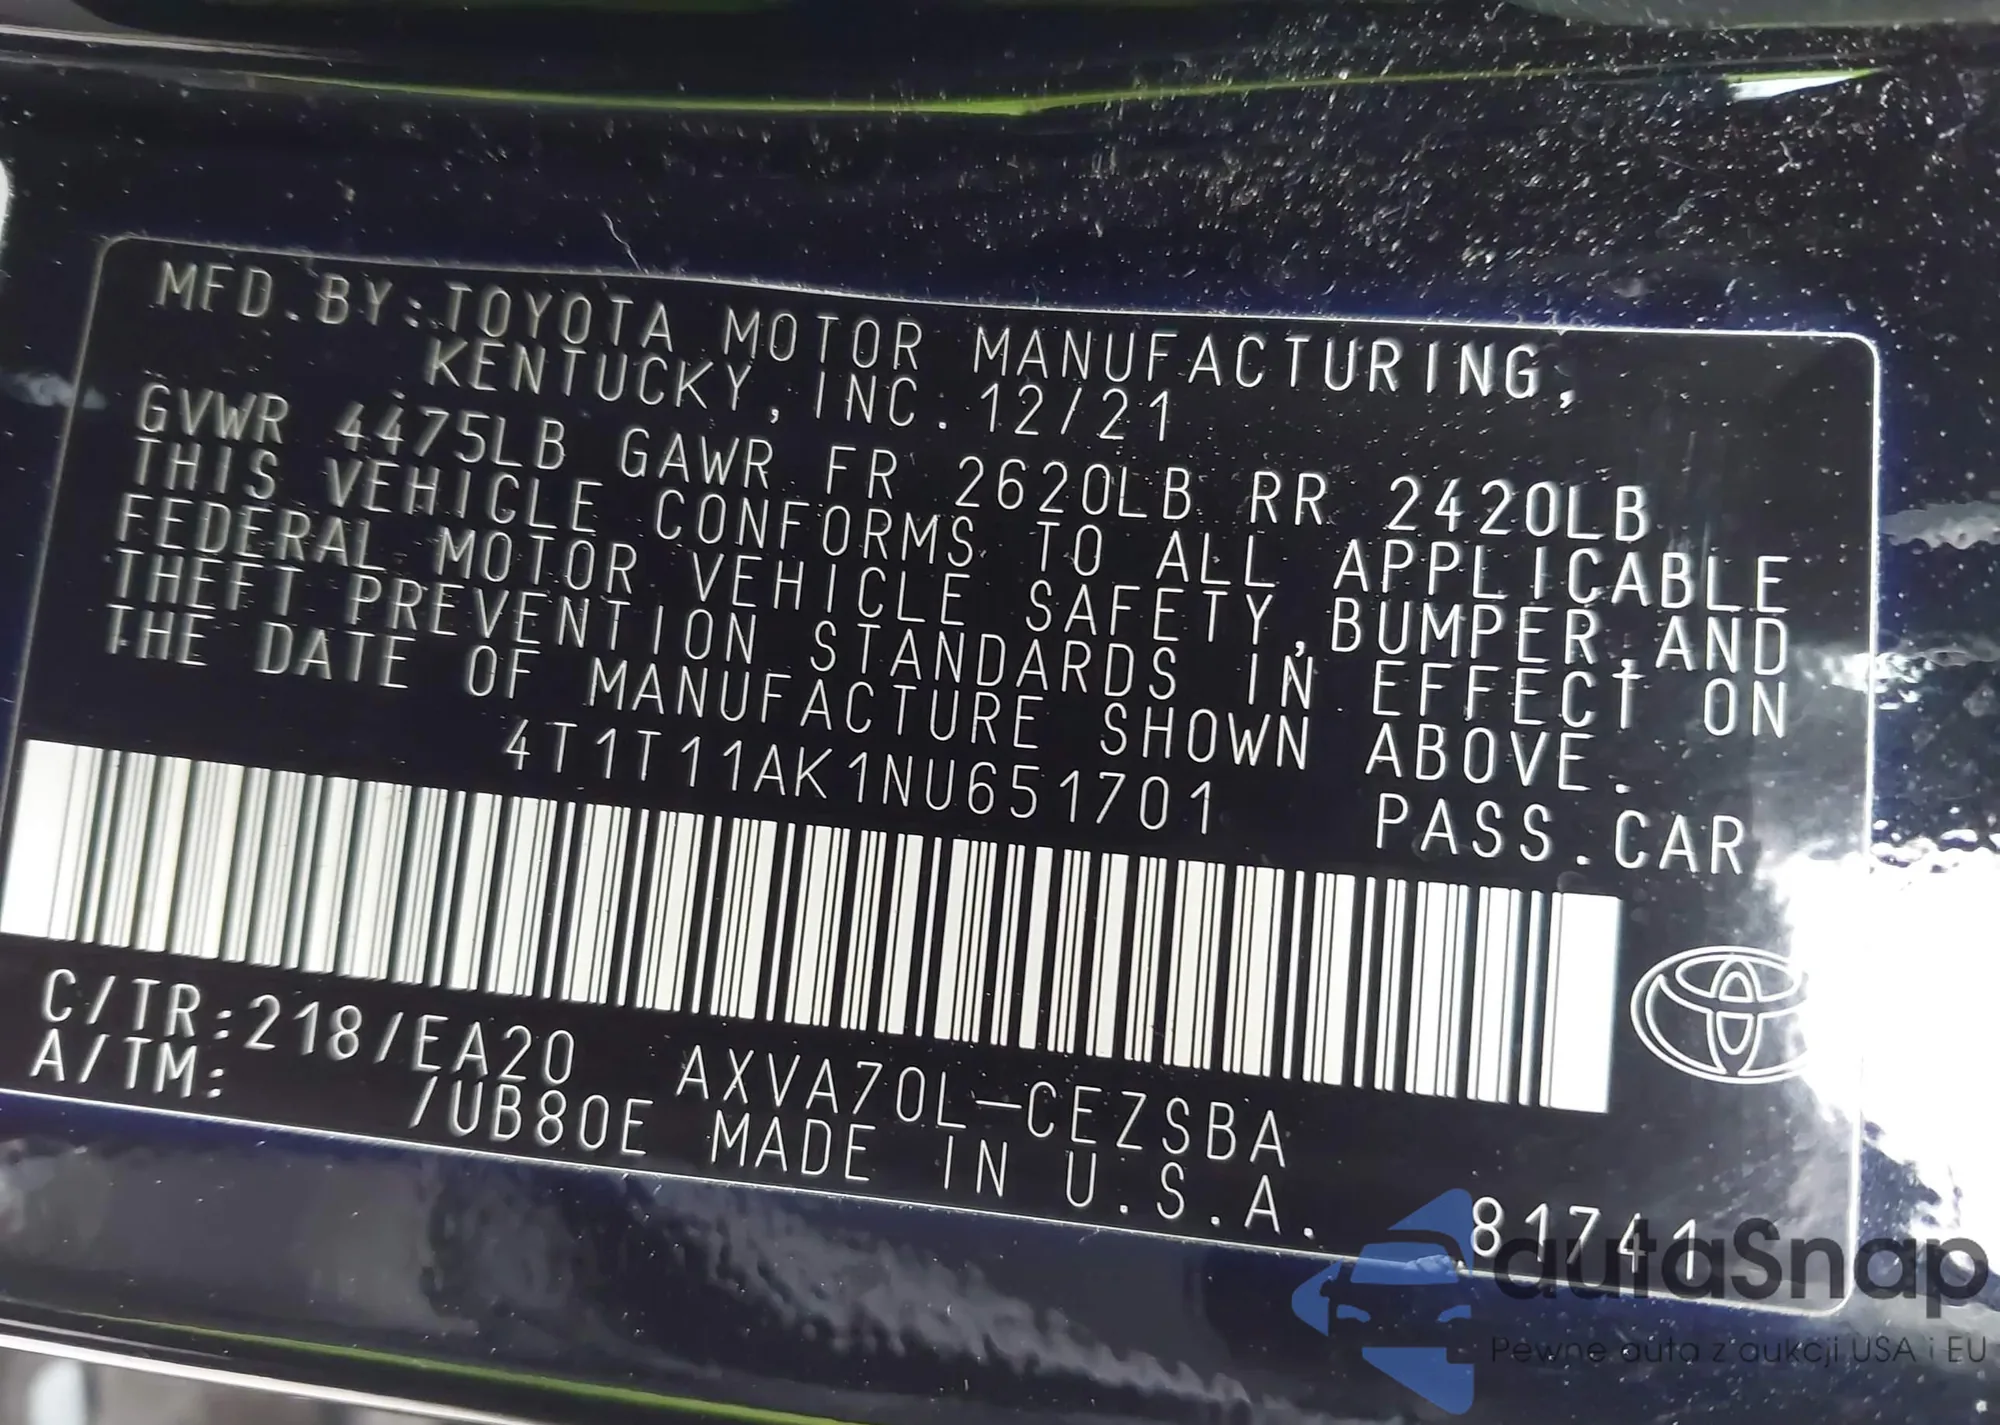 MFD.BY:TOYOTA MOTOR MANUFACTURING,
KENTUCKY, INC. 12/21
GVWR 4475LB GAWR FR 2620LB RR 2420LB
THIS VEHICLE CONFORMS TO ALL APPLICABLE
FEDERAL MOTOR VEHICLE SAFETY,BUMPER,AND
THEFT PREVENTION STANDARDS IN EFFECT ON
THE DATE OF MANUFACTURE SHOWN ABOVE.
4T1T11AK1NU651701 PASS.CAR
C/TR:218/EA20 AXVA70L-CEZSBA
A/TM: /UB80E MADE IN U.S.A. 81741
autaSnap
Pewne auta z aukcji USA i EU